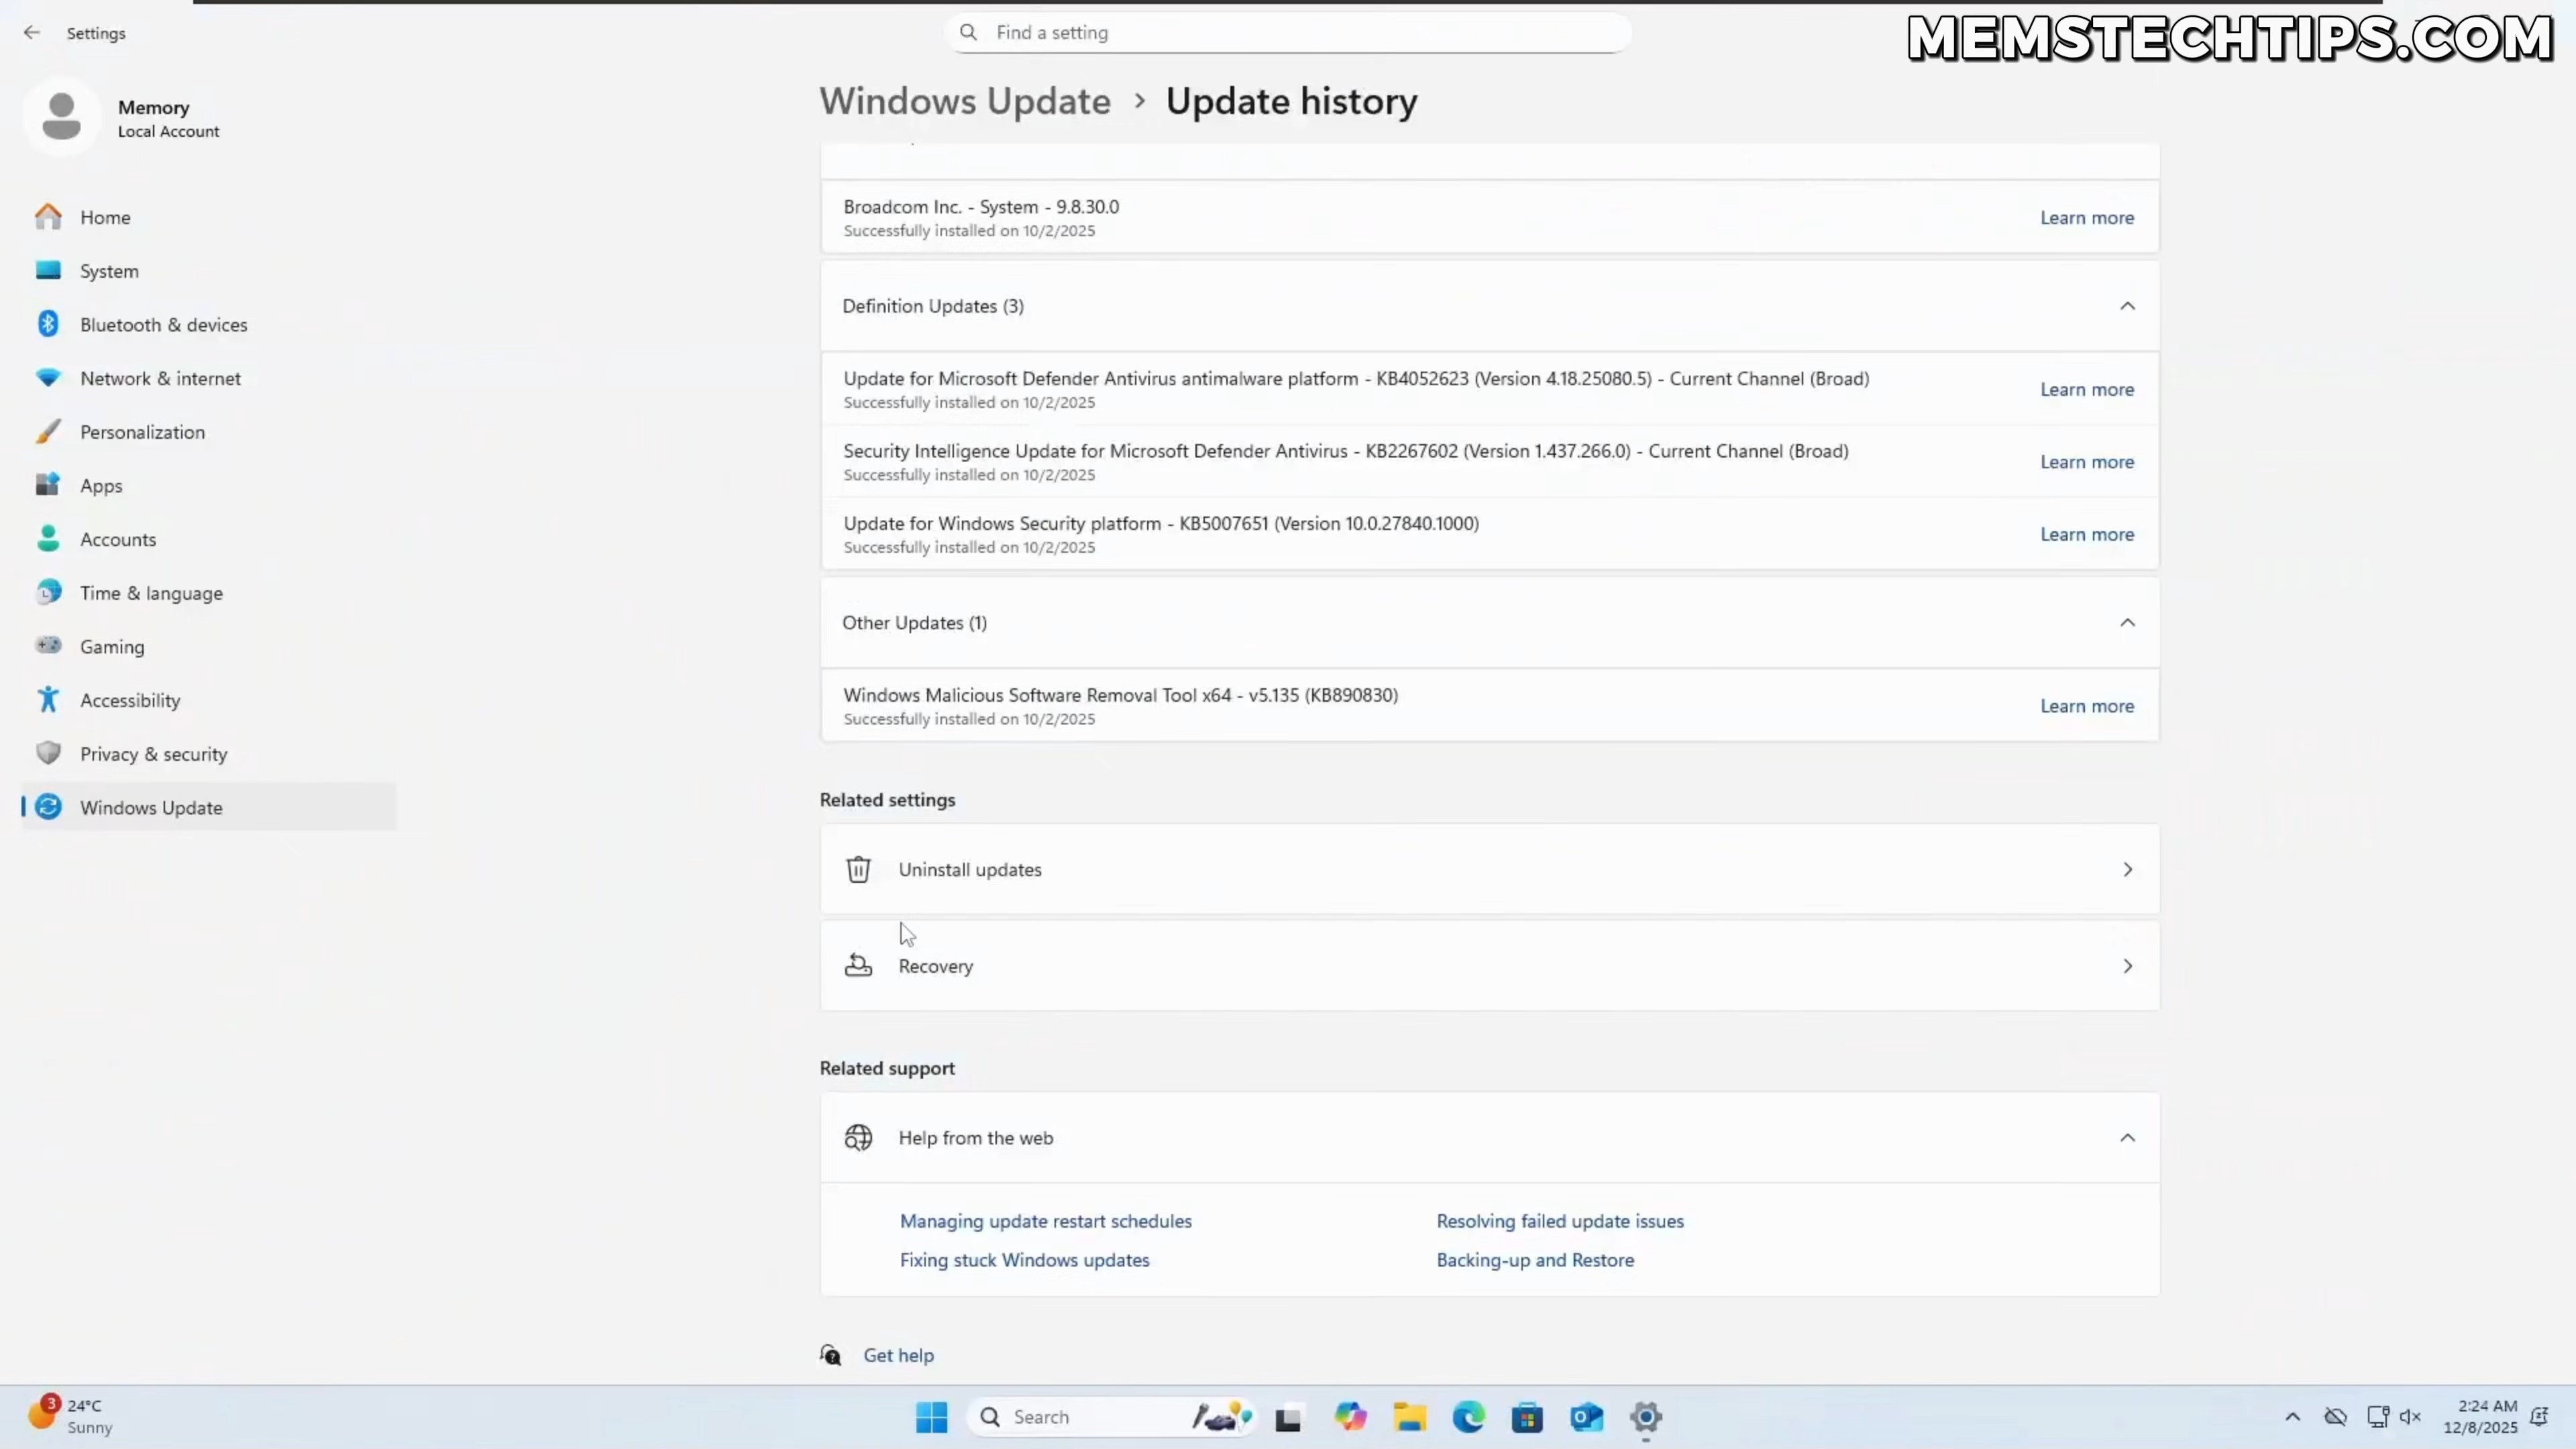 Settings
Find a setting
MEMSTECHTIPS.COM
Memory
Local Account
Windows Update > Update history
Home
System
Bluetooth & devices
Network & internet
Personalization
Apps
Accounts
Time & language
Gaming
Accessibility
Privacy & security
Windows Update
Broadcom Inc. - System - 9.8.30.0
Successfully installed on 10/2/2025
Learn more
Definition Updates (3)
Update for Microsoft Defender Antivirus antimalware platform - KB4052623 (Version 4.18.25080.5) - Current Channel (Broad)
Successfully installed on 10/2/2025
Learn more
Security Intelligence Update for Microsoft Defender Antivirus - KB2267602 (Version 1.437.266.0) - Current Channel (Broad)
Successfully installed on 10/2/2025
Learn more
Update for Windows Security platform - KB5007651 (Version 10.0.27840.1000)
Successfully installed on 10/2/2025
Learn more
Other Updates (1)
Windows Malicious Software Removal Tool x64 - v5.135 (KB890830)
Successfully installed on 10/2/2025
Learn more
Related settings
Uninstall updates
Recovery
Related support
Help from the web
Managing update restart schedules
Resolving failed update issues
Fixing stuck Windows updates
Backing-up and Restore
Get help
3
24°C
Sunny
Search
2:24 AM
12/8/2025